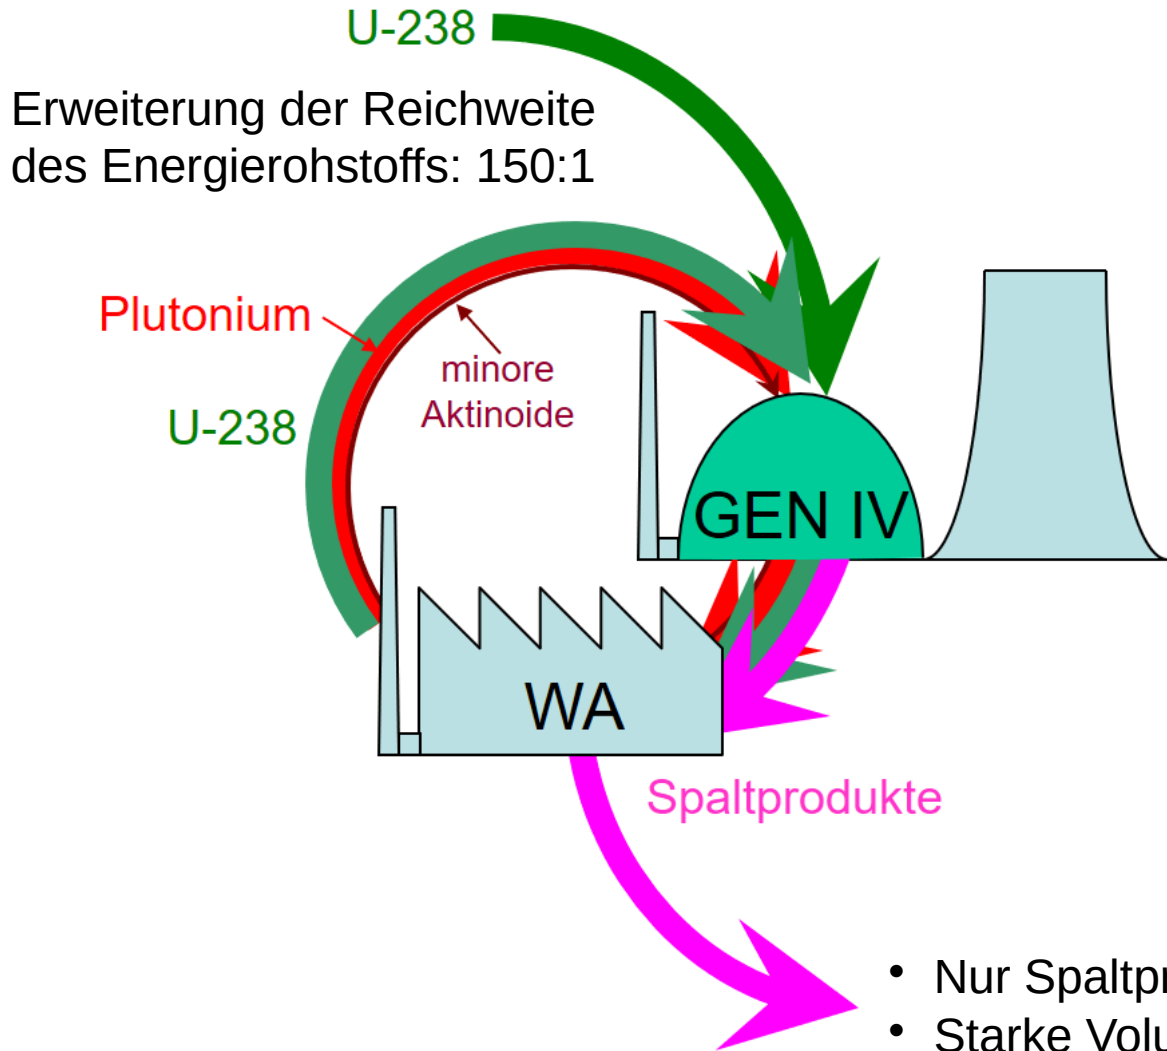 U-238
Erweiterung der Reichweite
des Energierohstoffs: 150:1
Plutonium
minore
Aktinoide
U-238
GEN IV
WA
Spaltprodukte
• Nur Spaltpr
• Starke Volu